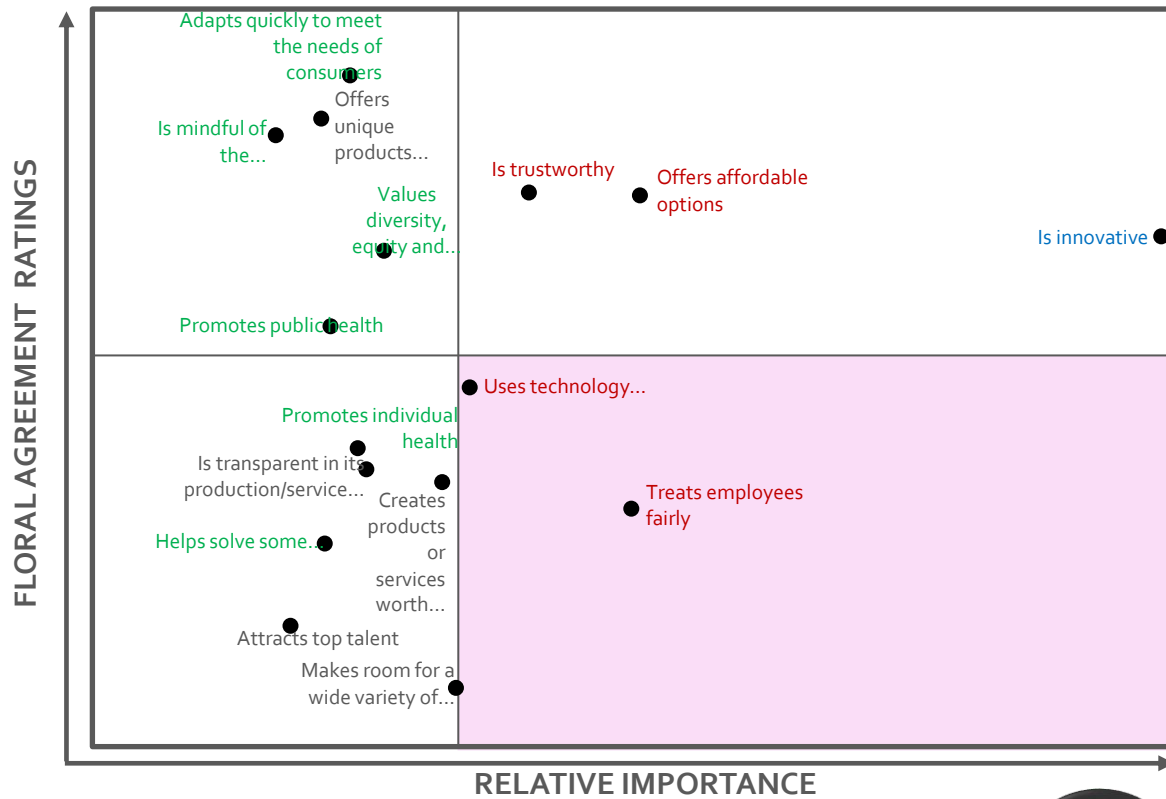 Adapts quickly to meet
the needs of
consumers
Offers
unique
products...
Is mindful of
the...
Is trustworthy
Offers affordable
options
Values
diversity,
equity and...
Is innovative
Promotes public health
Uses technology...
Promotes individual
health
Is transparent in its
production/service...
Creates
products
or
services
worth...
Treats employees
fairly
Helps solve some...
Attracts top talent
Makes room for a
wide variety of...
FLORAL AGREEMENT RATINGS
RELATIVE IMPORTANCE